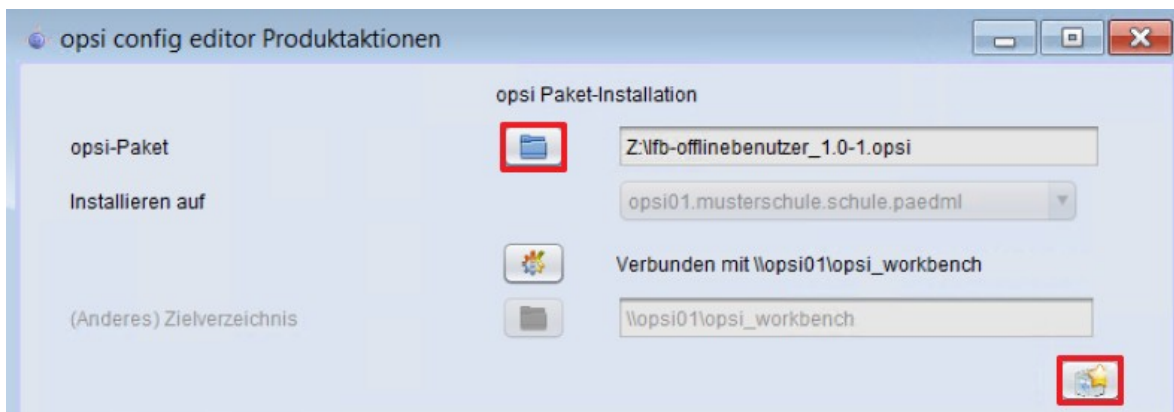 opsi config editor Produktaktionen
opsi Paket-Installation
opsi-Paket
Z:\lfb-offlinebenutzer_1.0-1.opsi
Installieren auf
opsi01.musterschule.schule.paedml
Verbunden mit \\opsi01\opsi_workbench
(Anderes) Zielverzeichnis
\\opsi01\opsi_workbench